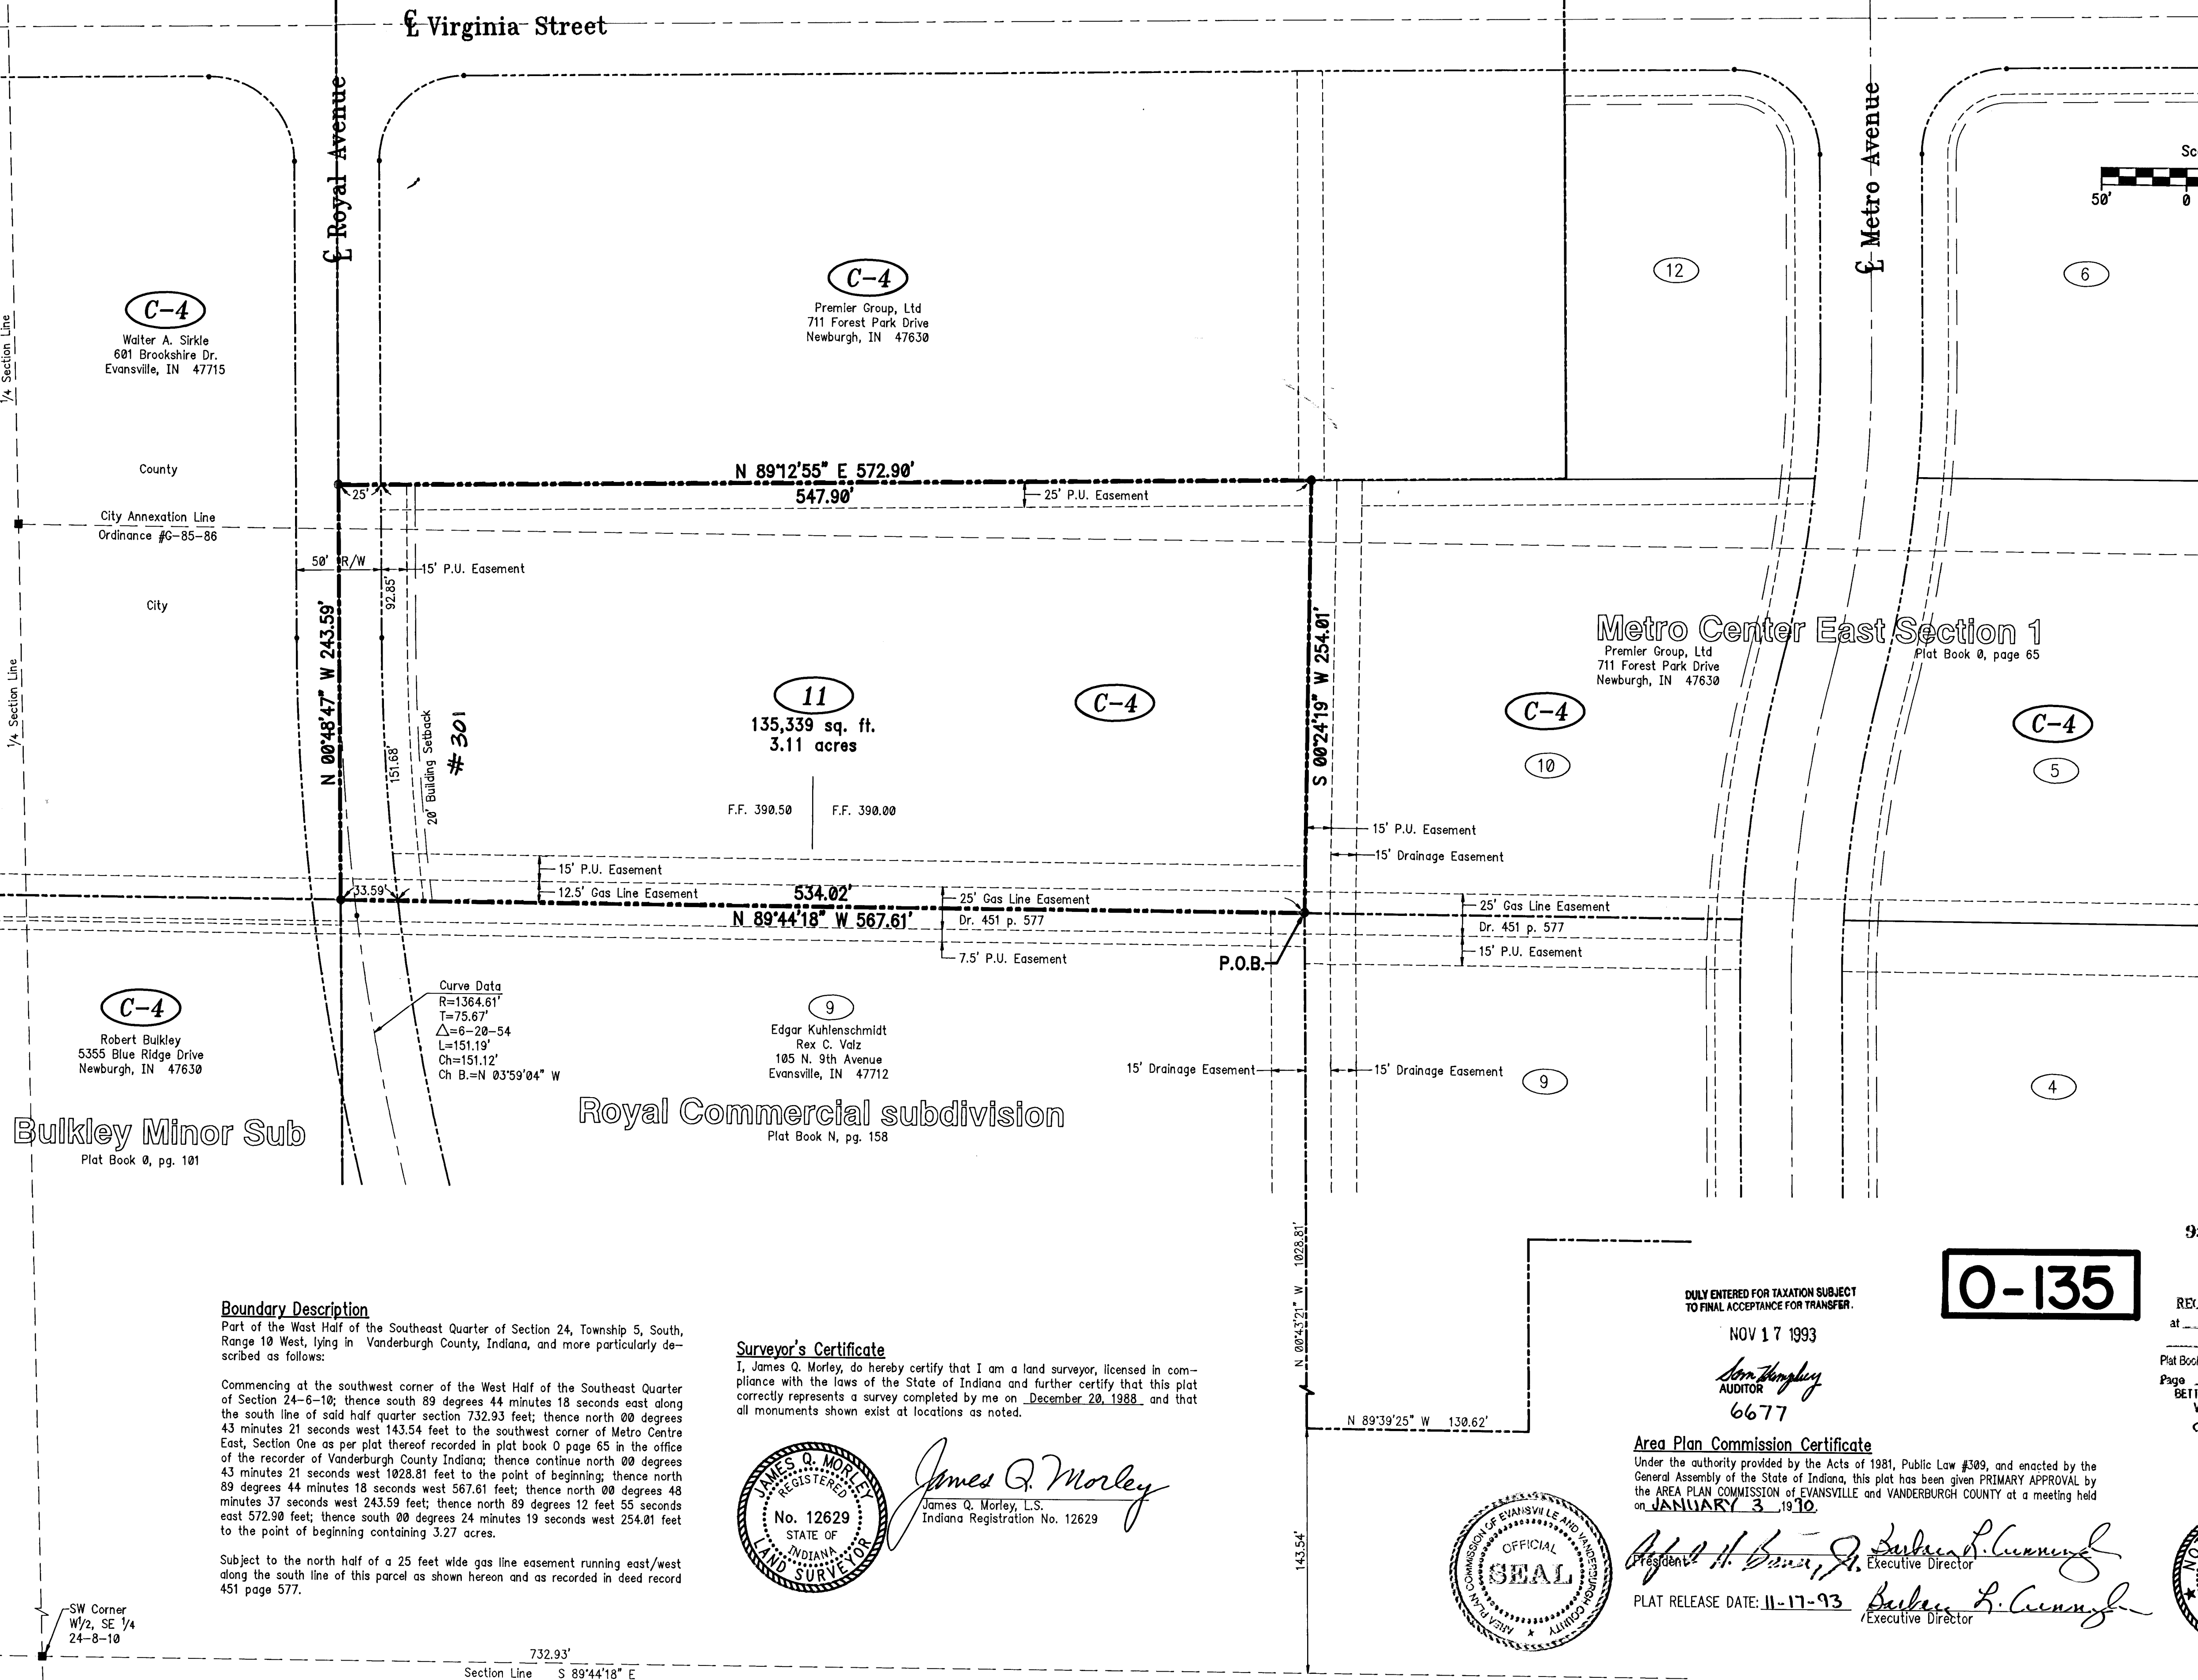 ℄ Virginia Street
℄ Royal Avenue
℄ Metro Avenue
Sc
50'
0
1/4 Section Line
C-4
Walter A. Sirkle
601 Brookshire Dr.
Evansville, IN 47715
C-4
Premier Group, Ltd
711 Forest Park Drive
Newburgh, IN 47630
12
6
County
City Annexation Line
Ordinance #G-85-86
City
N 89°12'55" E 572.90'
547.90'
25'
25' P.U. Easement
50' R/W
15' P.U. Easement
92.85'
N 00°48'47" W 243.59'
151.68'
20' Building Setback
#301
1/4 Section Line
11
135,339 sq. ft.
3.11 acres
C-4
F.F. 390.50
F.F. 390.00
S 00°24'19" W 254.01'
Metro Center East Section 1
Plat Book 0, page 65
Premier Group, Ltd
711 Forest Park Drive
Newburgh, IN 47630
C-4
10
C-4
5
15' P.U. Easement
15' Drainage Easement
15' P.U. Easement
12.5' Gas Line Easement
33.59'
534.02'
N 89°44'18" W 567.61'
25' Gas Line Easement
Dr. 451 p. 577
7.5' P.U. Easement
P.O.B.
25' Gas Line Easement
Dr. 451 p. 577
15' P.U. Easement
C-4
Robert Bulkley
5355 Blue Ridge Drive
Newburgh, IN 47630
Curve Data
R=1364.61'
T=75.67'
△=6-20-54
L=151.19'
Ch=151.12'
Ch B.=N 03°59'04" W
9
Edgar Kuhlenschmidt
Rex C. Valz
105 N. 9th Avenue
Evansville, IN 47712
15' Drainage Easement
15' Drainage Easement
9
4
Bulkley Minor Sub
Plat Book 0, pg. 101
Royal Commercial subdivision
Plat Book N, pg. 158
N 00°43'21" W 1028.81'
N 89°39'25" W 130.62'
143.54'
Boundary Description
Part of the Wast Half of the Southeast Quarter of Section 24, Township 5, South,
Range 10 West, lying in Vanderburgh County, Indiana, and more particularly de-
scribed as follows:
Commencing at the southwest corner of the West Half of the Southeast Quarter
of Section 24-6-10; thence south 89 degrees 44 minutes 18 seconds east along
the south line of said half quarter section 732.93 feet; thence north 00 degrees
43 minutes 21 seconds west 143.54 feet to the southwest corner of Metro Centre
East, Section One as per plat thereof recorded in plat book O page 65 in the office
of the recorder of Vanderburgh County Indiana; thence continue north 00 degrees
43 minutes 21 seconds west 1028.81 feet to the point of beginning; thence north
89 degrees 44 minutes 18 seconds west 567.61 feet; thence north 00 degrees 48
minutes 37 seconds west 243.59 feet; thence north 89 degrees 12 feet 55 seconds
east 572.90 feet; thence south 00 degrees 24 minutes 19 seconds west 254.01 feet
to the point of beginning containing 3.27 acres.
Subject to the north half of a 25 feet wide gas line easement running east/west
along the south line of this parcel as shown hereon and as recorded in deed record
451 page 577.
Surveyor's Certificate
I, James Q. Morley, do hereby certify that I am a land surveyor, licensed in com-
pliance with the laws of the State of Indiana and further certify that this plat
correctly represents a survey completed by me on December 20, 1988 and that
all monuments shown exist at locations as noted.
JAMES Q. MORLEY
REGISTERED
No. 12629
STATE OF
INDIANA
LAND SURVEYOR
James Q. Morley
James Q. Morley, L.S.
Indiana Registration No. 12629
DULY ENTERED FOR TAXATION SUBJECT
TO FINAL ACCEPTANCE FOR TRANSFER.
NOV 17 1993
AUDITOR
6677
O-135
REC
at
Plat Book
Page
BETT
Area Plan Commission Certificate
Under the authority provided by the Acts of 1981, Public Law #309, and enacted by the
General Assembly of the State of Indiana, this plat has been given PRIMARY APPROVAL by
the AREA PLAN COMMISSION of EVANSVILLE and VANDERBURGH COUNTY at a meeting held
on JANUARY 3, 1990.
President
Executive Director
PLAT RELEASE DATE: 11-17-93
Executive Director
AREA PLAN COMMISSION OF EVANSVILLE AND VANDERBURGH COUNTY
OFFICIAL
SEAL
SW Corner
W1/2, SE 1/4
24-8-10
732.93'
Section Line S 89°44'18" E